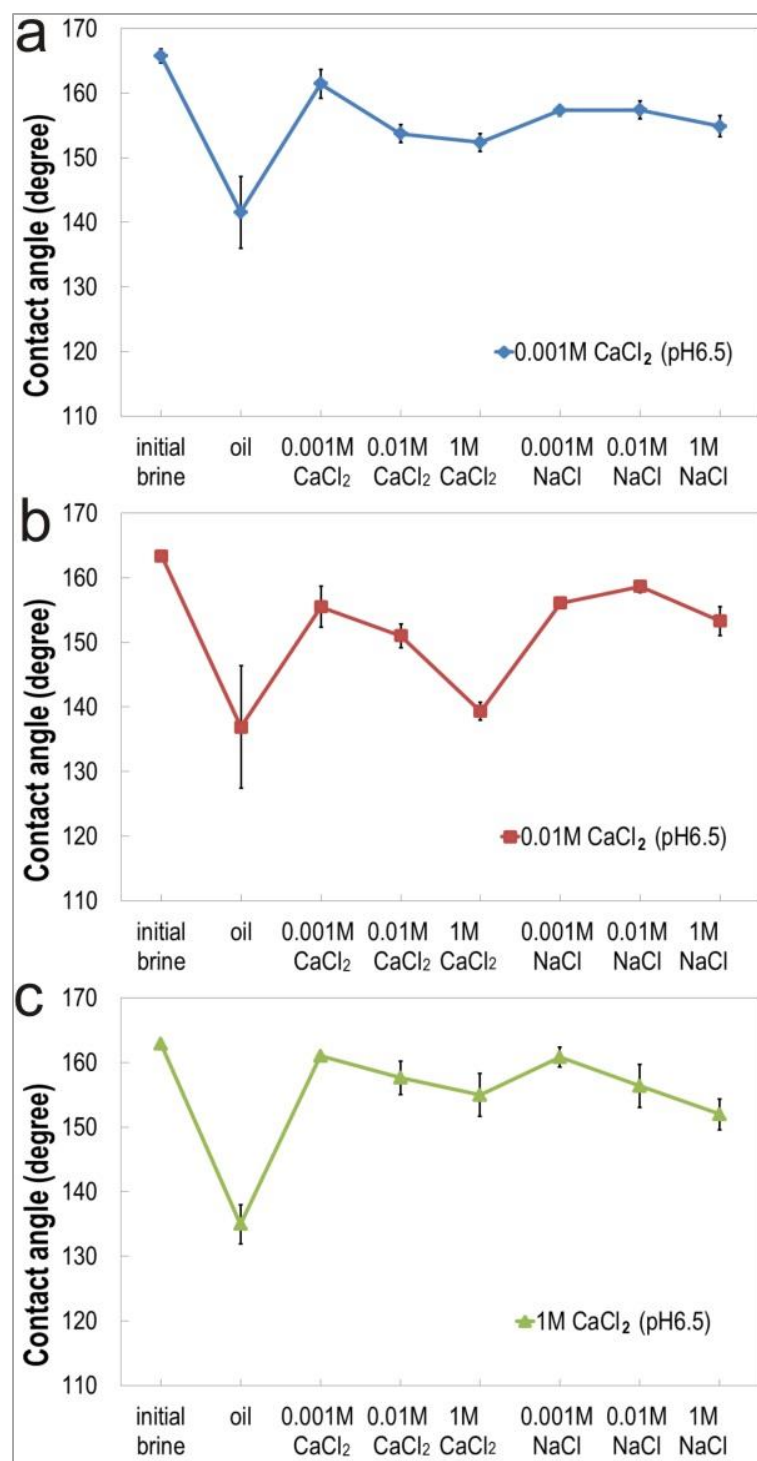 a
Contact angle (degree)
170
160
150
140
130
120
110
0.001M CaCl₂ (pH6.5)
initial brine
oil
0.001M CaCl₂
0.01M CaCl₂
1M CaCl₂
0.001M NaCl
0.01M NaCl
1M NaCl
b
Contact angle (degree)
170
160
150
140
130
120
110
0.01M CaCl₂ (pH6.5)
initial brine
oil
0.001M CaCl₂
0.01M CaCl₂
1M CaCl₂
0.001M NaCl
0.01M NaCl
1M NaCl
c
Contact angle (degree)
170
160
150
140
130
120
110
1M CaCl₂ (pH6.5)
initial brine
oil
0.001M CaCl₂
0.01M CaCl₂
1M CaCl₂
0.001M NaCl
0.01M NaCl
1M NaCl